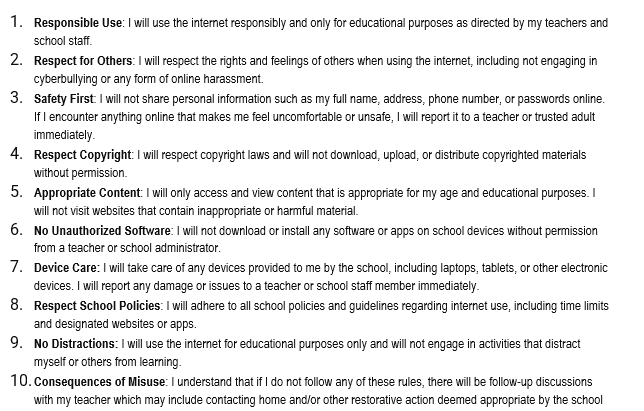 1. Responsible Use: I will use the internet responsibly and only for educational purposes as directed by my teachers and
school staff.
2. Respect for Others: I will respect the rights and feelings of others when using the internet, including not engaging in
cyberbullying or any form of online harassment.
3. Safety First: I will not share personal information such as my full name, address, phone number, or passwords online.
If I encounter anything online that makes me feel uncomfortable or unsafe, I will report it to a teacher or trusted adult
immediately.
4. Respect Copyright: I will respect copyright laws and will not download, upload, or distribute copyrighted materials
without permission.
5. Appropriate Content: I will only access and view content that is appropriate for my age and educational purposes. I
will not visit websites that contain inappropriate or harmful material.
6. No Unauthorized Software: I will not download or install any software or apps on school devices without permission
from a teacher or school administrator.
7. Device Care: I will take care of any devices provided to me by the school, including laptops, tablets, or other electronic
devices. I will report any damage or issues to a teacher or school staff member immediately.
8. Respect School Policies: I will adhere to all school policies and guidelines regarding internet use, including time limits
and designated websites or apps.
9. No Distractions: I will use the internet for educational purposes only and will not engage in activities that distract
myself or others from learning.
10. Consequences of Misuse: I understand that if I do not follow any of these rules, there will be follow-up discussions
with my teacher which may include contacting home and/or other restorative action deemed appropriate by the school